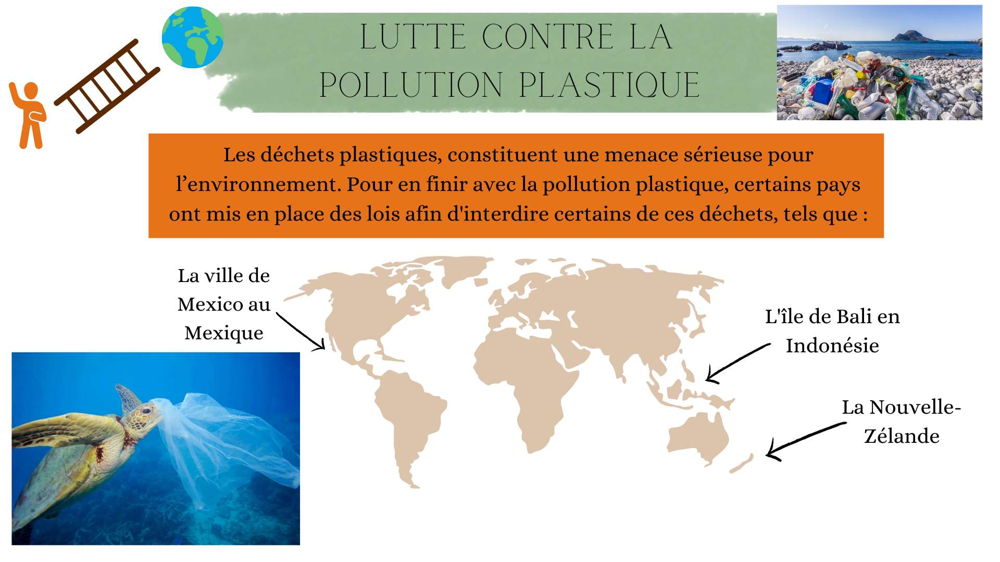 LUTTE CONTRE LA
POLLUTION PLASTIQUE
Les déchets plastiques, constituent une menace sérieuse pour
l’environnement. Pour en finir avec la pollution plastique, certains pays
ont mis en place des lois afin d'interdire certains de ces déchets, tels que :
La ville de
Mexico au
Mexique
L'île de Bali en
Indonésie
La Nouvelle-
Zélande